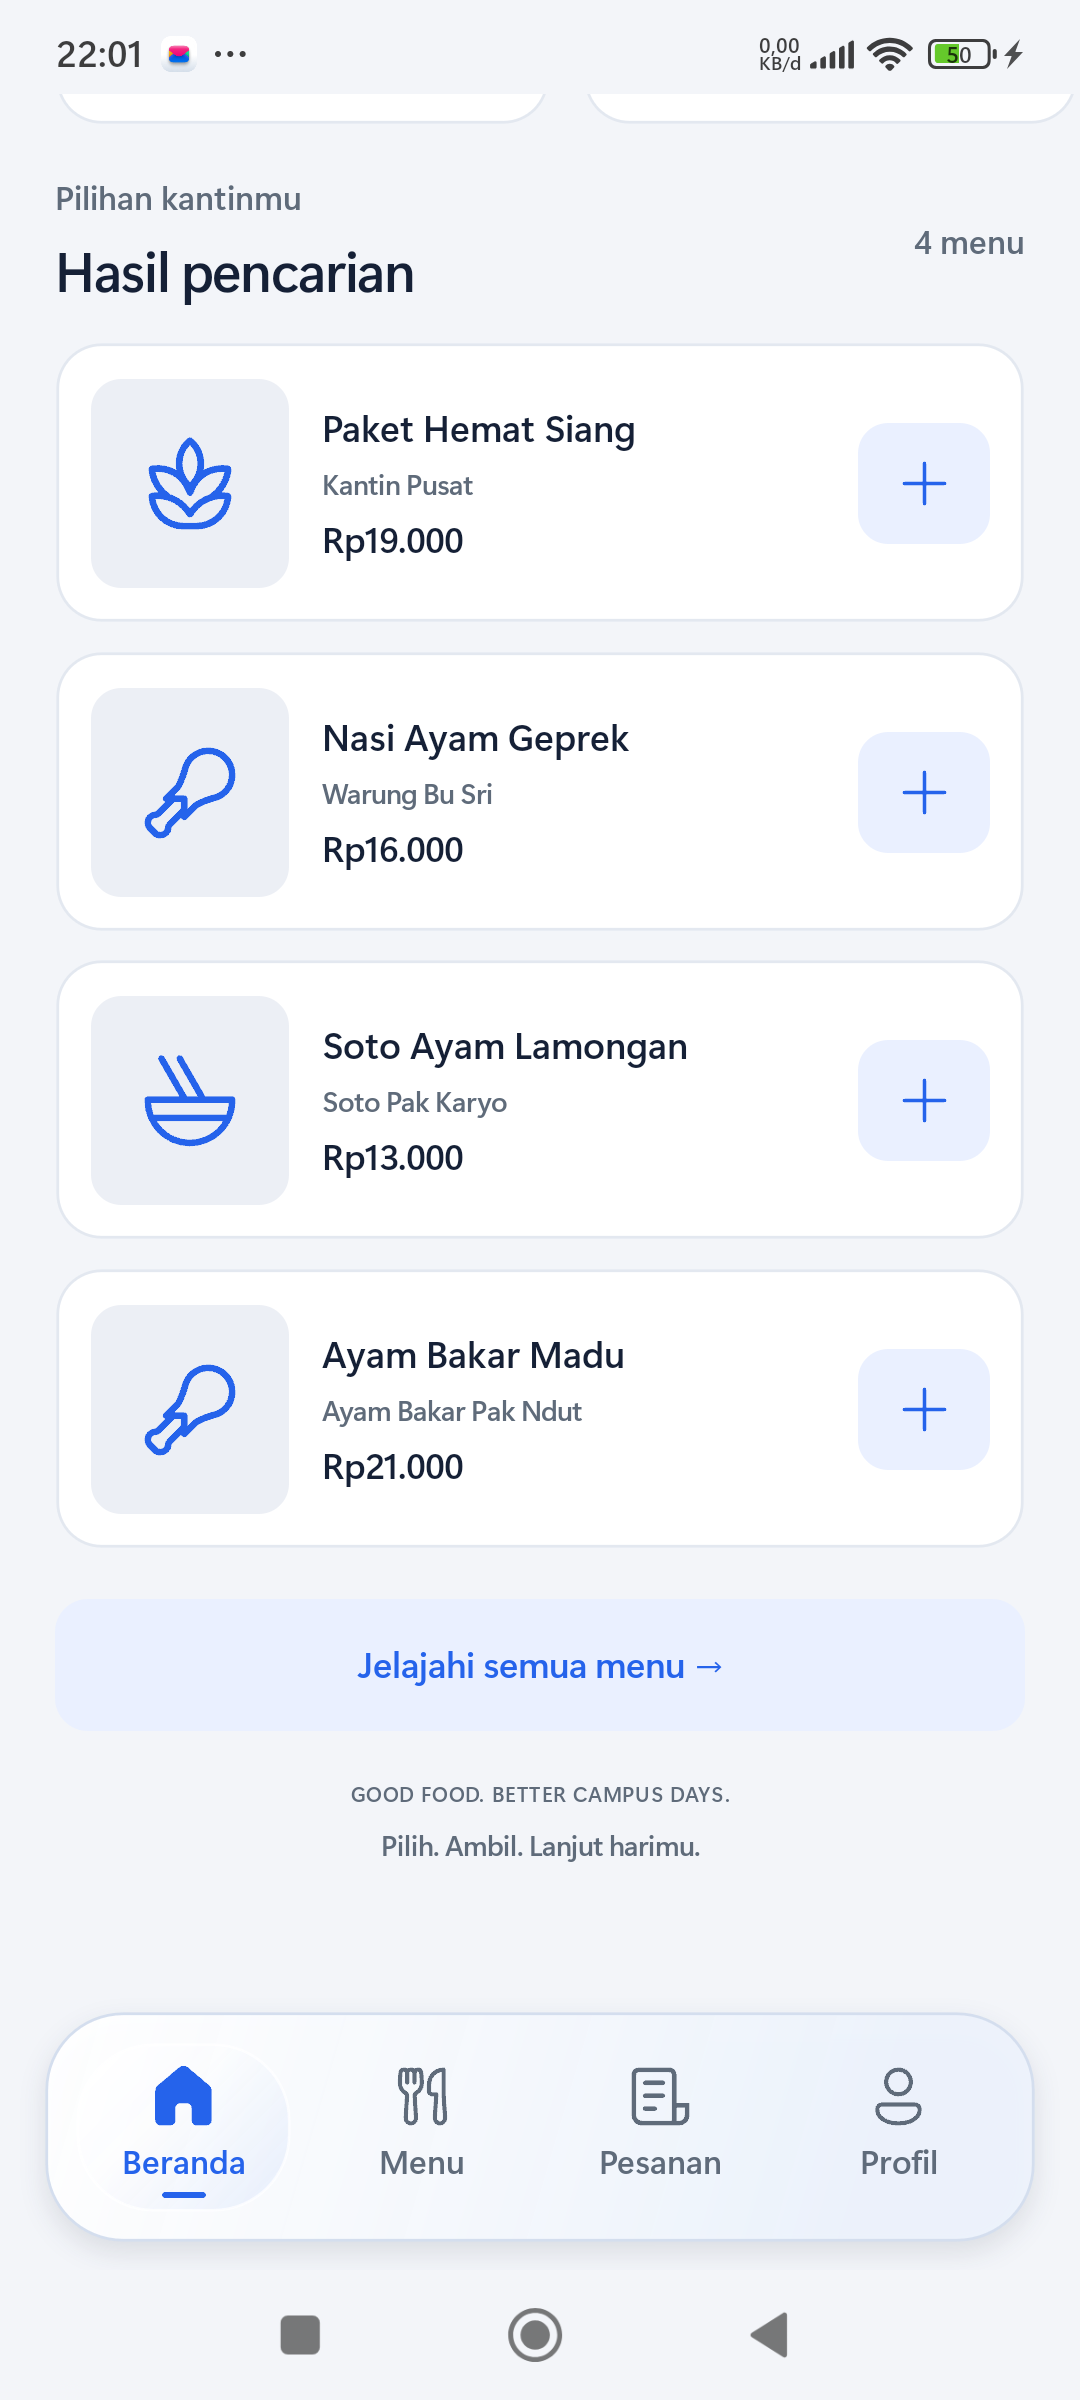 22:01
0,00
KB/d
50
Pilihan kantinmu
Hasil pencarian
4 menu
Paket Hemat Siang
Kantin Pusat
Rp19.000
Nasi Ayam Geprek
Warung Bu Sri
Rp16.000
Soto Ayam Lamongan
Soto Pak Karyo
Rp13.000
Ayam Bakar Madu
Ayam Bakar Pak Ndut
Rp21.000
Jelajahi semua menu →
GOOD FOOD. BETTER CAMPUS DAYS.
Pilih. Ambil. Lanjut harimu.
Beranda
Menu
Pesanan
Profil